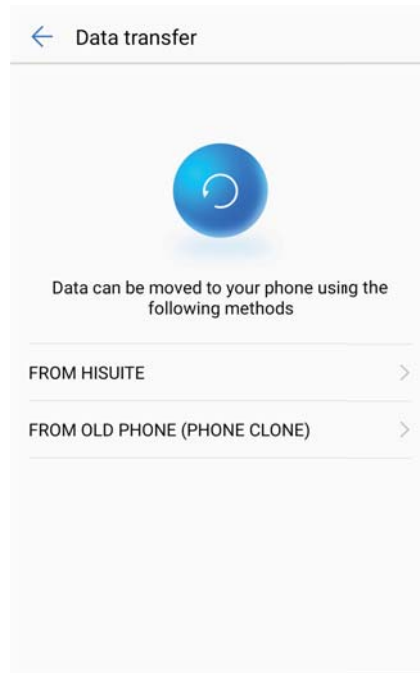 Data transfer
Data can be moved to your phone using the
following methods
FROM HISUITE
FROM OLD PHONE (PHONE CLONE)